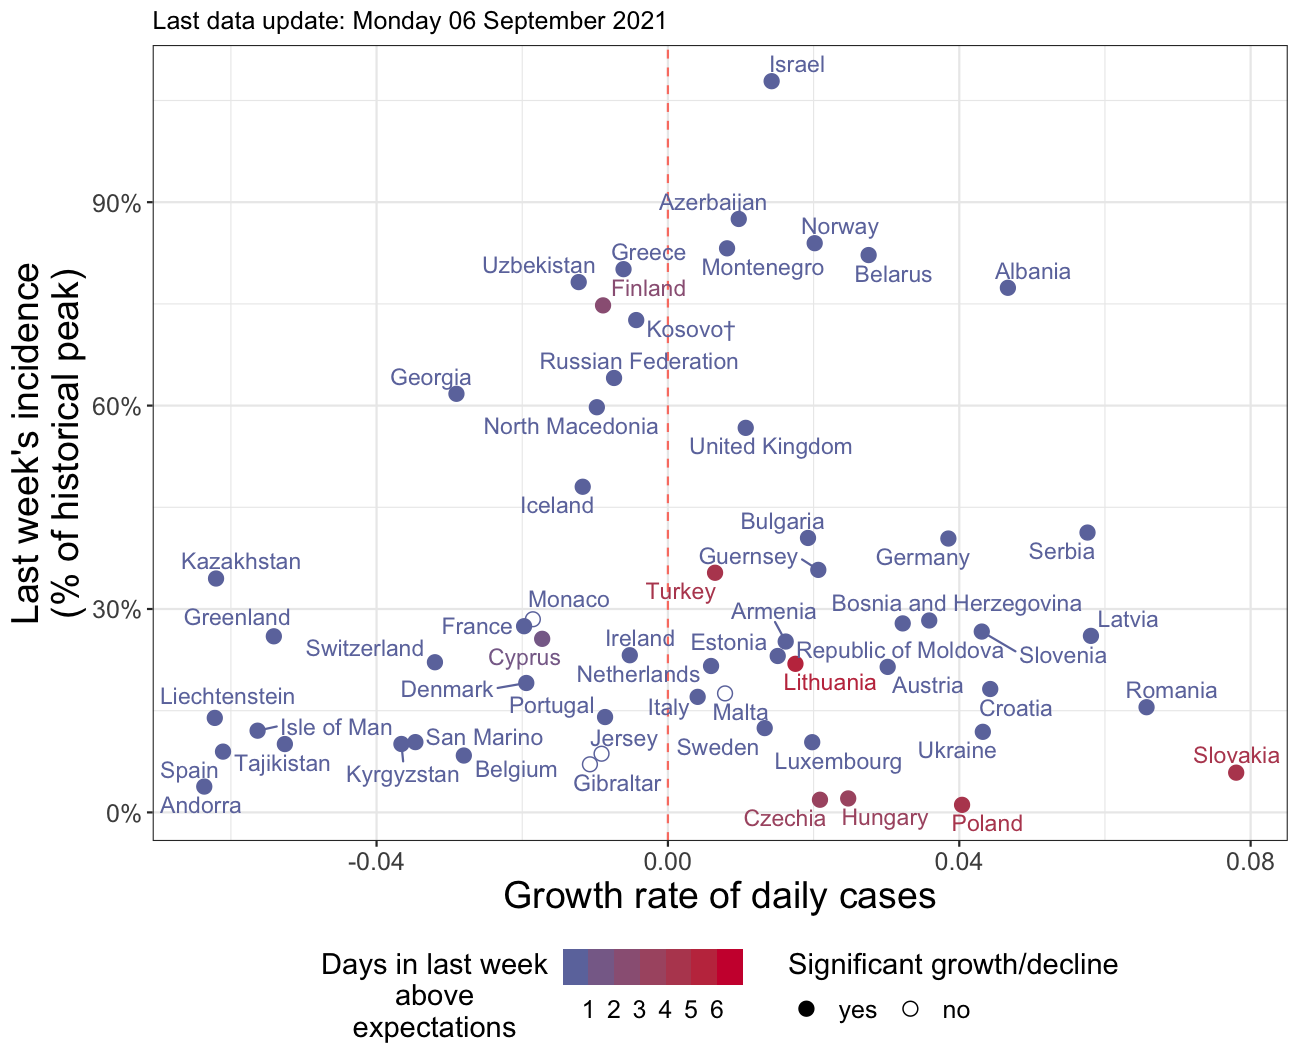 Last data update: Monday 06 September 2021
Last week's incidence
(% of historical peak)
90%
60%
30%
0%
Israel
Azerbaijan
Norway
Greece
Uzbekistan
Montenegro
Belarus
Albania
Finland
Kosovo†
Russian Federation
Georgia
North Macedonia
United Kingdom
Iceland
Bulgaria
Serbia
Guernsey
Germany
Kazakhstan
Turkey
Monaco
Bosnia and Herzegovina
Greenland
Armenia
Latvia
France
Ireland
Estonia
Switzerland
Republic of Moldova
Slovenia
Cyprus
Netherlands
Lithuania
Austria
Denmark
Liechtenstein
Romania
Portugal
Italy
Malta
Croatia
Isle of Man
San Marino
Jersey
Sweden
Ukraine
Slovakia
Tajikistan
Spain
Kyrgyzstan
Belgium
Luxembourg
Gibraltar
Andorra
Czechia
Hungary
Poland
-0.04
0.00
0.04
0.08
Growth rate of daily cases
Days in last week
above
expectations
1 2 3 4 5 6
Significant growth/decline
yes
no